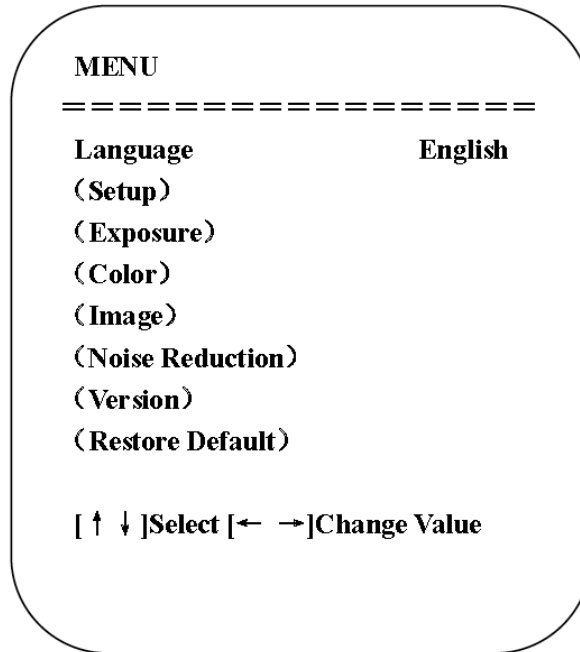 MENU
==================
Language English
（Setup）
（Exposure）
（Color）
（Image）
（Noise Reduction）
（Version）
（Restore Default）
[↑ ↓]Select [← →]Change Value